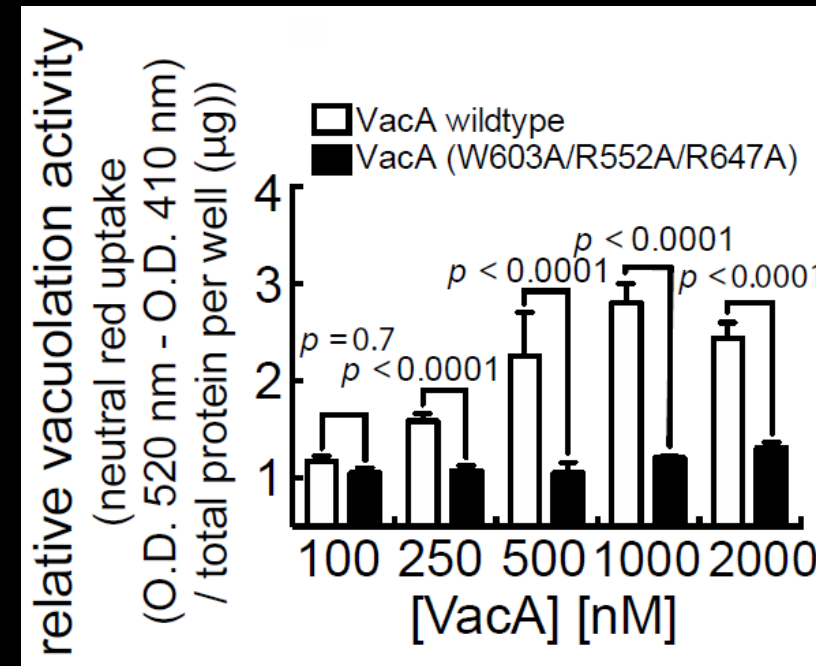 relative vacuolation activity
(neutral red uptake
(O.D. 520 nm - O.D. 410 nm)
/ total protein per well (µg))
VacA wildtype
VacA (W603A/R552A/R647A)
4
3
2
1
p < 0.0001
p < 0.0001
p <0.0001
p =0.7
p <0.0001
100 250 500 1000 2000
[VacA] [nM]